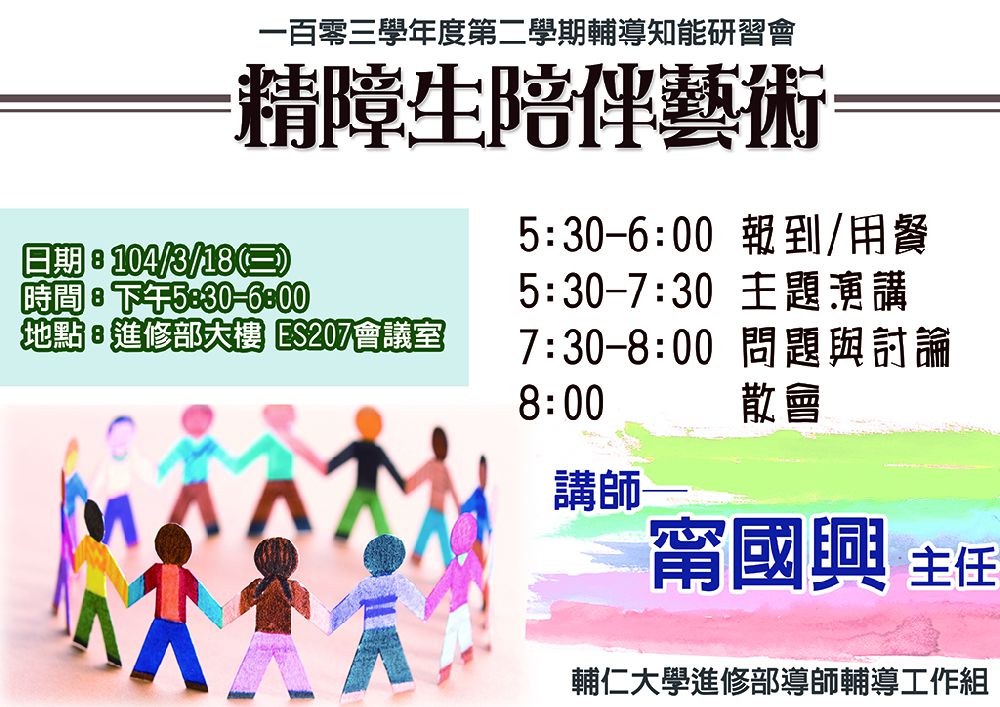 一百零三學年度第二學期輔導知能研習會
精障生陪伴藝術
日期：104/3/18(三)
時間：下午5:30-6:00
地點：進修部大樓 ES207會議室
5:30-6:00 報到/用餐
5:30-7:30 主題演講
7:30-8:00 問題與討論
8:00 散會
講師—
甯國興 主任
輔仁大學進修部導師輔導工作組